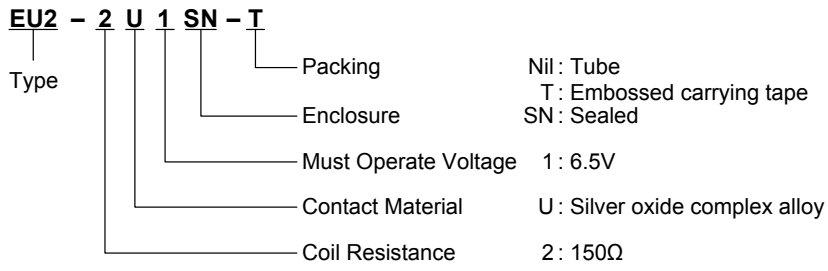 EU2 – 2 U 1 SN – T
Type
Packing Nil : Tube
T : Embossed carrying tape
Enclosure SN : Sealed
Must Operate Voltage 1 : 6.5V
Contact Material U : Silver oxide complex alloy
Coil Resistance 2 : 150Ω